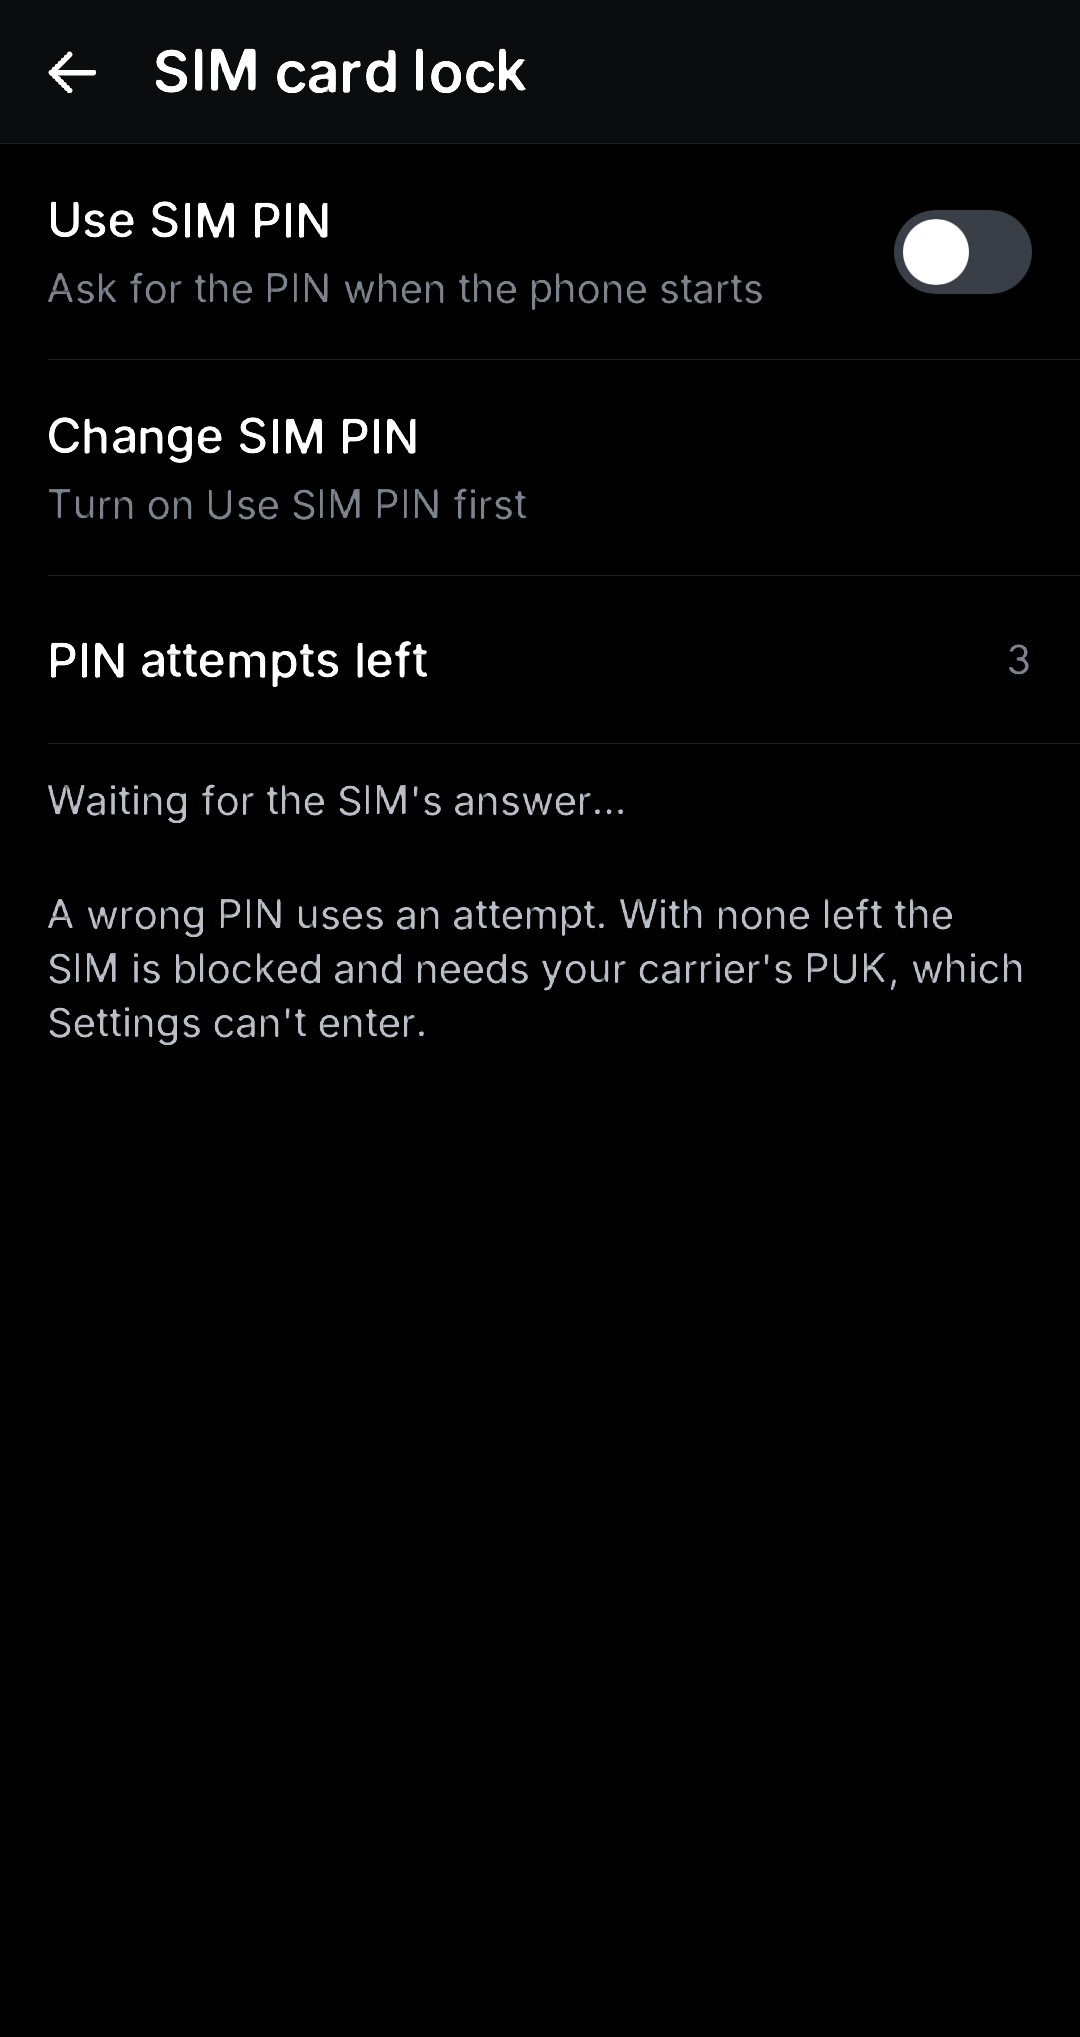 SIM card lock
Use SIM PIN
Ask for the PIN when the phone starts
Change SIM PIN
Turn on Use SIM PIN first
PIN attempts left
3
Waiting for the SIM's answer...
A wrong PIN uses an attempt. With none left the
SIM is blocked and needs your carrier's PUK, which
Settings can't enter.